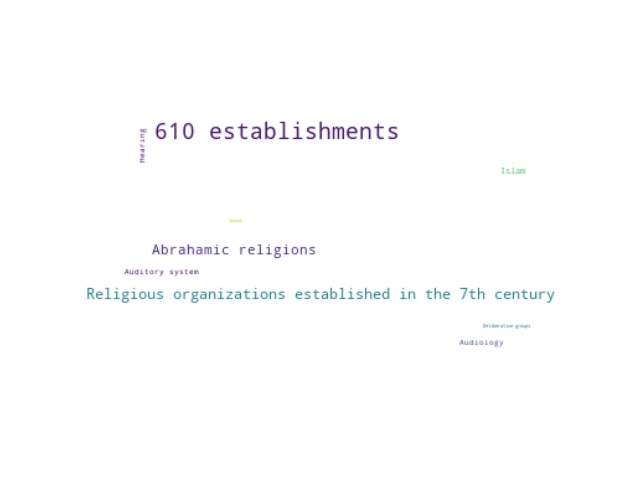 610 establishments
Hearing
Islam
Sound
Abrahamic religions
Auditory system
Religious organizations established in the 7th century
Deliberative groups
Audiology